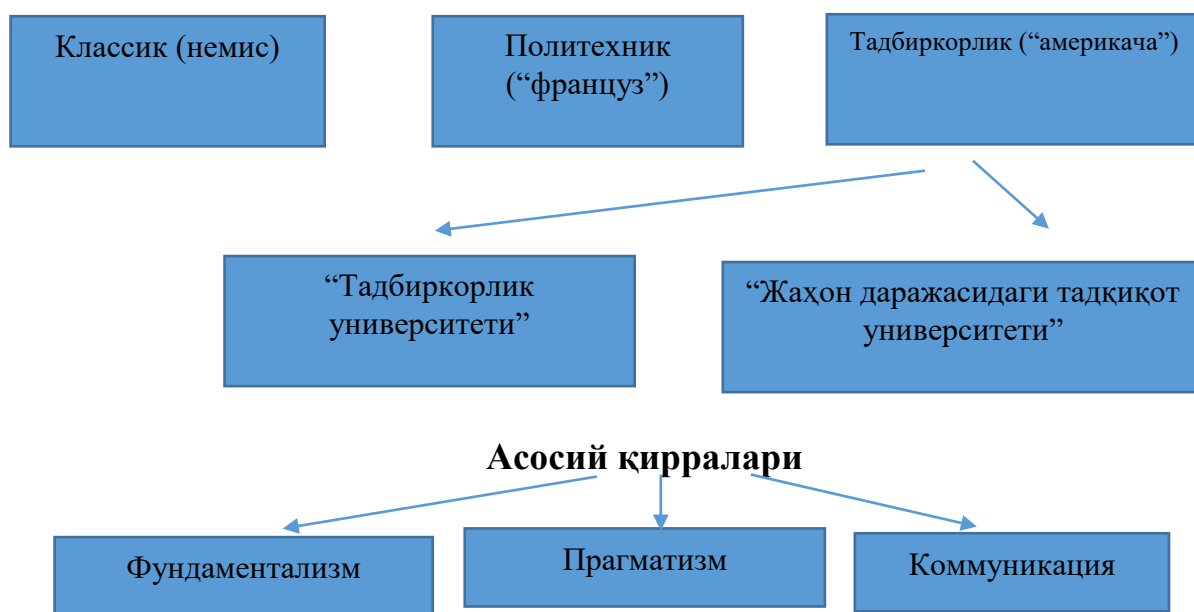 Классик (немис)
Политехник
(“француз”)
Тадбиркорлик (“америкача”)
“Тадбиркорлик
университети”
“Жаҳон даражасидаги тадқиқот
университети”
Асосий қирралари
Фундаментализм
Прагматизм
Коммуникация